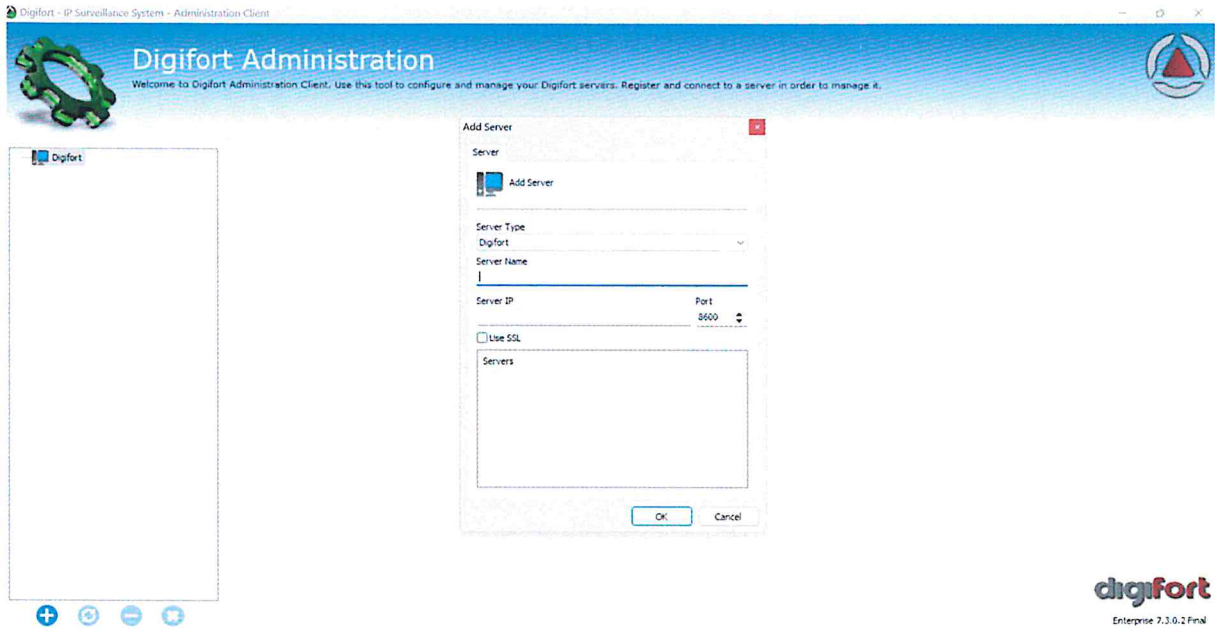 Digifort - IP Surveillance System - Administration Client
Digifort Administration
Welcome to Digifort Administration Client, Use this tool to configure and manage your Digifort servers. Register and connect to a server in order to manage it.
Digifort
Add Server
Server
Add Server
Server Type
Digifort
Server Name
Server IP Port
8600
Use SSL
Servers
OK Cancel
digifort
Enterprise 7.3.0.2 Final